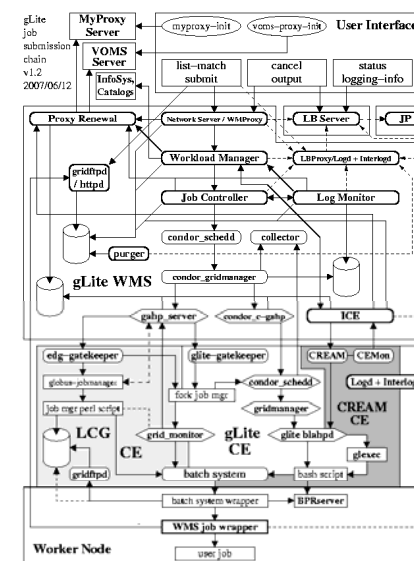 gLite
job
submission
chain
v1.2
2007/06/12
MyProxy
Server
VOMS
Server
InfoSys,
Catalogs
myproxy-init
voms-proxy-init
User Interface
list-match
submit
cancel
output
status
logging-info
Proxy Renewal
Network Server / WMProxy
LB Server
JP
Workload Manager
LBProxy/Logd + Interlogd
gridftpd
/ httpd
Job Controller
Log Monitor
condor_schedd
collector
purger
gLite WMS
condor_gridmanager
gahp_server
condor_c-gahp
ICE
edg-gatekeeper
glite-gatekeeper
CREAM
CEMon
globus-jobmanager
fork job mgr
condor_schedd
Logd + Interlog
job mgr perl script
gridmanager
CREAM
CE
LCG
CE
grid_monitor
gLite
CE
glite blahpd
glexec
gridftpd
batch system
bash script
batch system wrapper
BPRserver
WMS job wrapper
Worker Node
user job